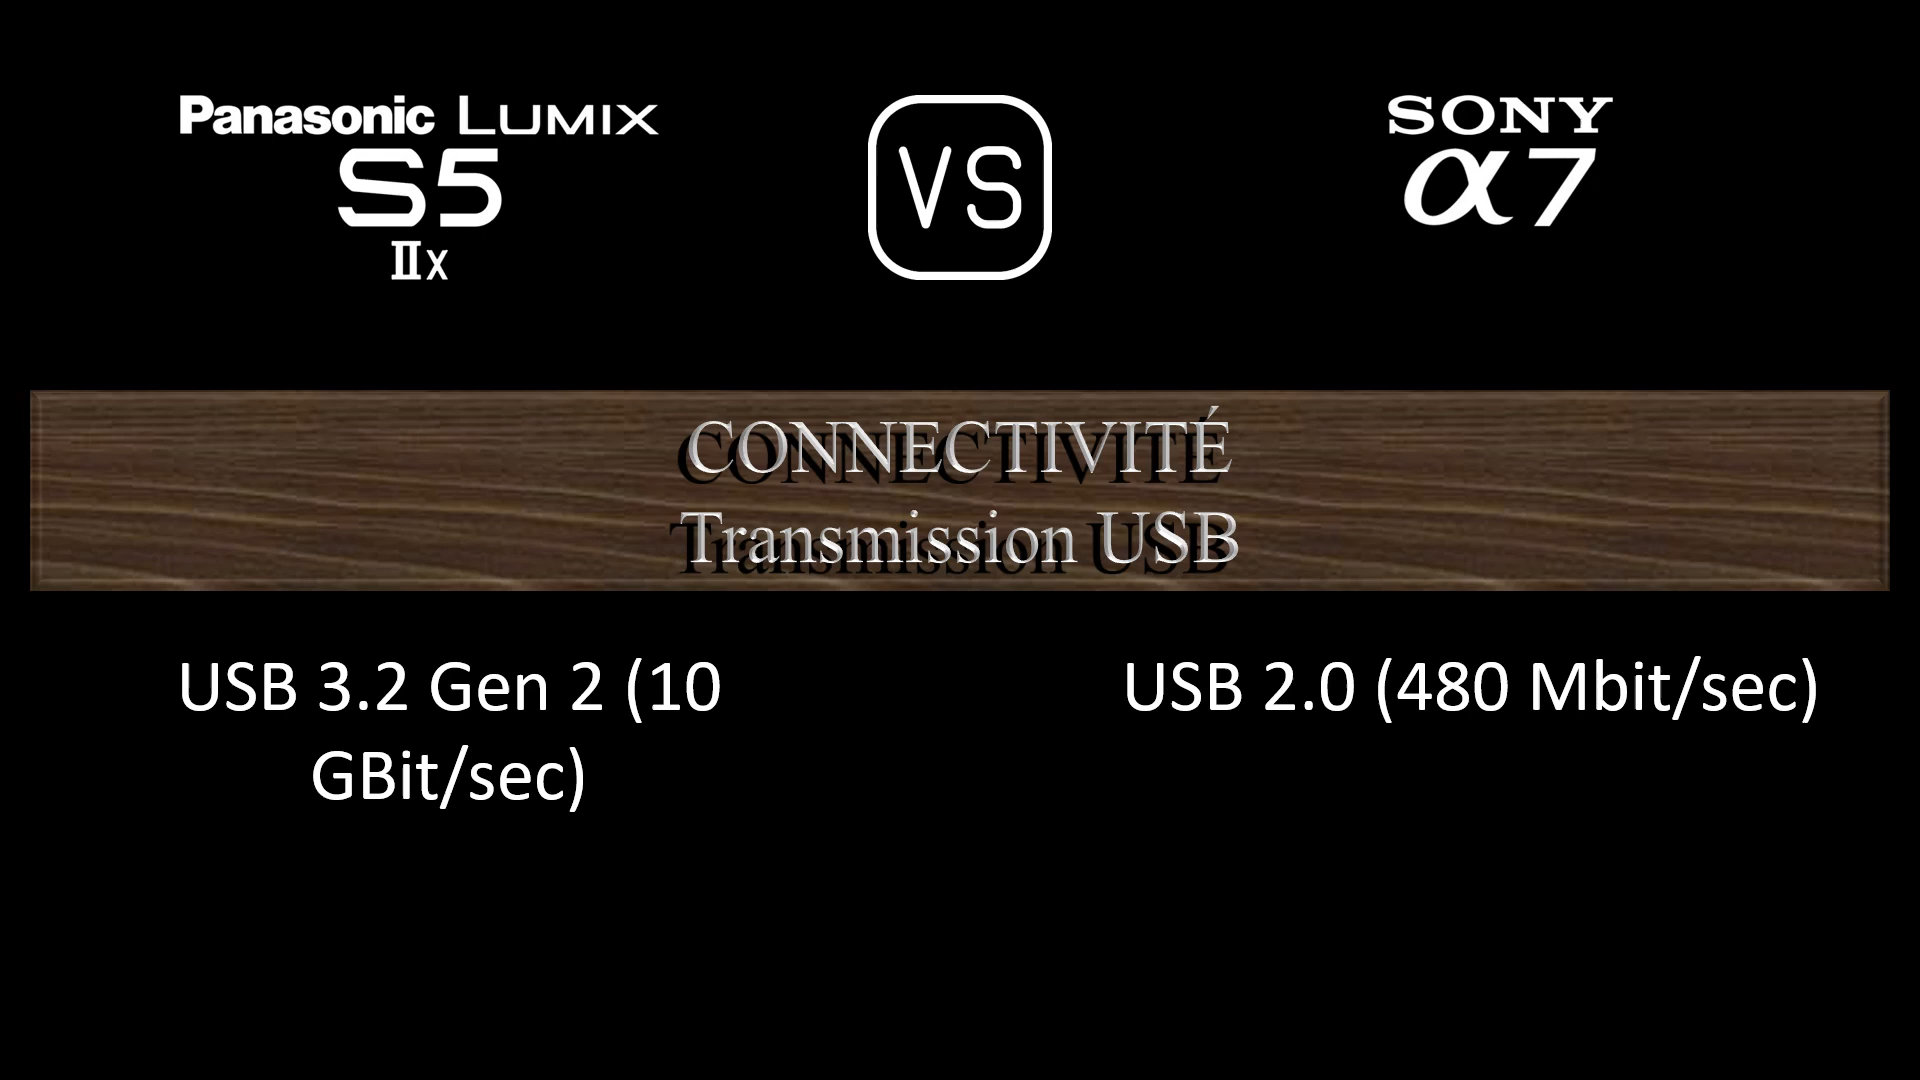 Panasonic LUMIX
S5
IIX
VS
SONY
α7
CONNECTIVITÉ
Transmission USB
USB 3.2 Gen 2 (10
GBit/sec)
USB 2.0 (480 Mbit/sec)